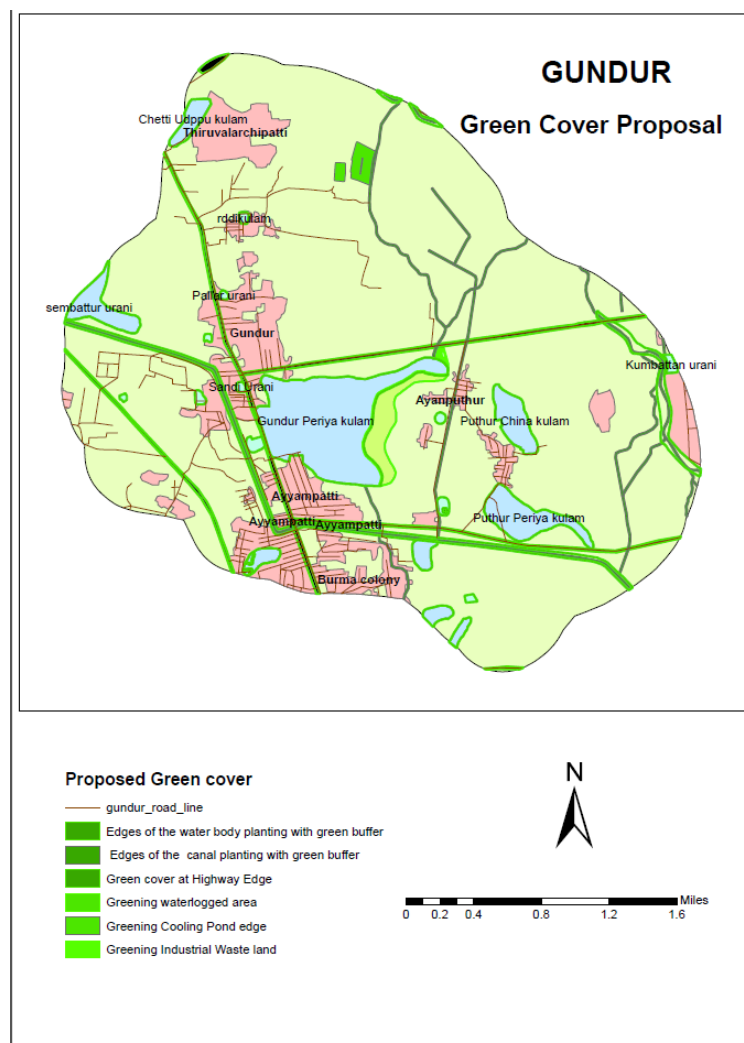 GUNDUR
Green Cover Proposal
Chetti Udppu kulam
Thiruvalarchipatti
rddikulam
Pallar urani
sembattur urani
Gundur
Kumbattan urani
Sandi Urani
Ayanputhur
Gundur Periya kulam
Puthur China kulam
Ayyampatti
Puthur Periya kulam
Ayyampatti
Ayyampatti
Burma colony
Proposed Green cover
gundur_road_line
Edges of the water body planting with green buffer
Edges of the canal planting with green buffer
Green cover at Highway Edge
Greening waterlogged area
Greening Cooling Pond edge
Greening Industrial Waste land
N
Miles
0 0.2 0.4 0.8 1.2 1.6